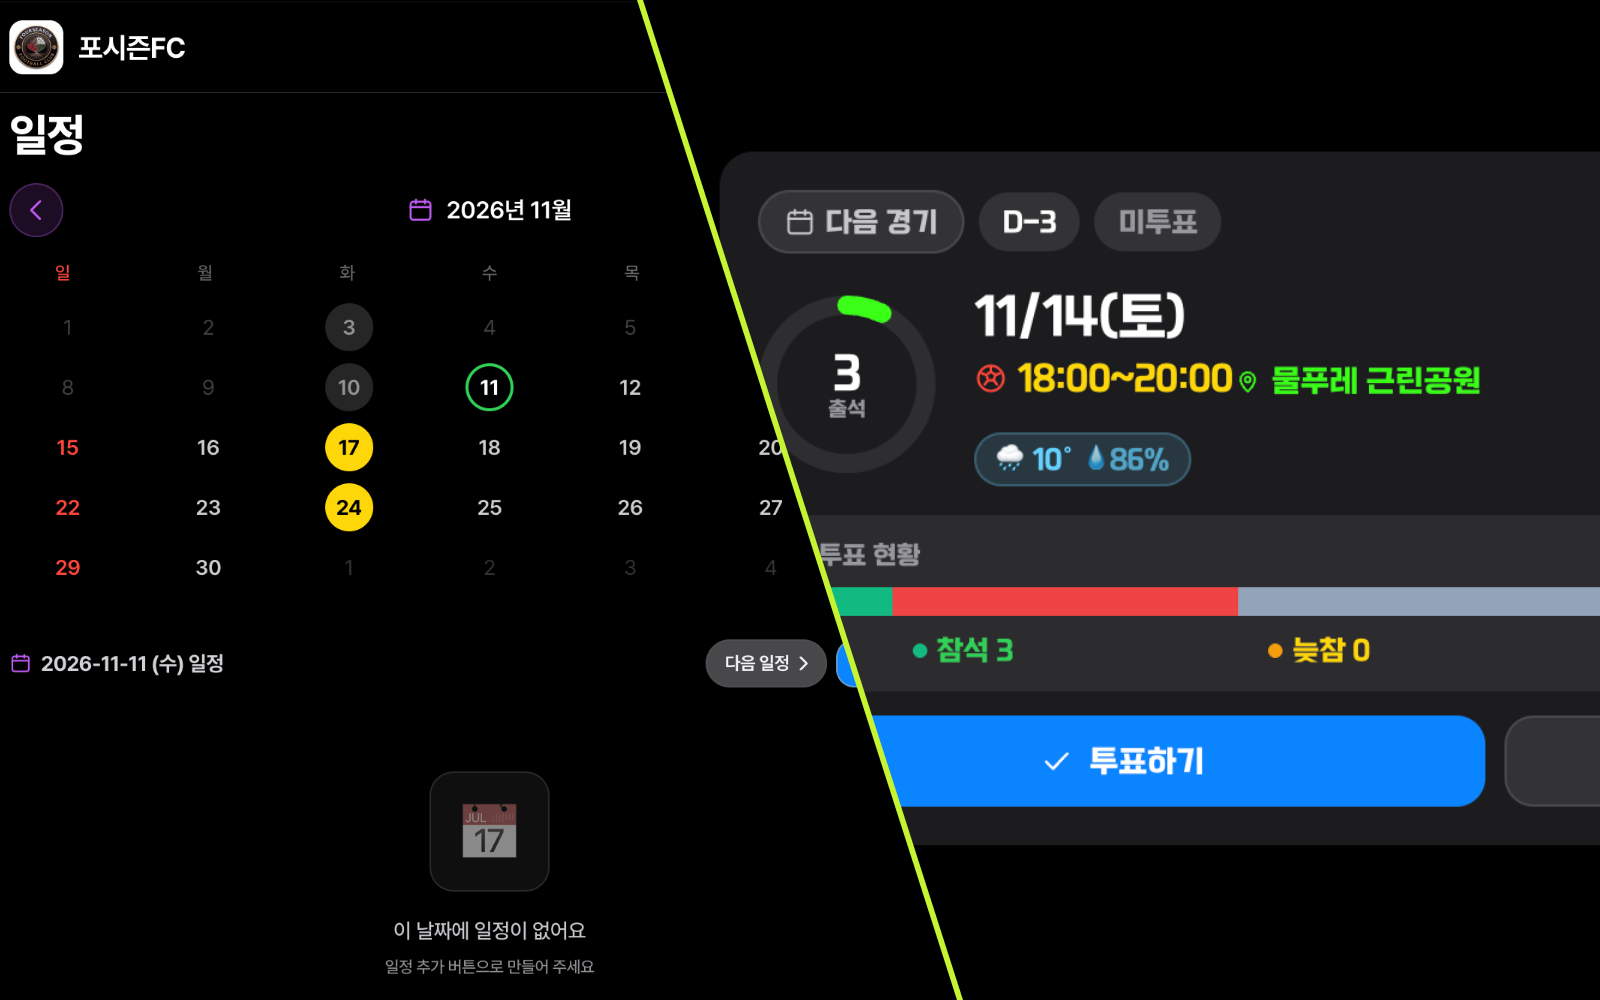 포시즌FC
일정
2026년 11월
일 월 화 수 목
1 2 3 4 5
8 9 10 11 12
15 16 17 18 19 20
22 23 24 25 26 27
29 30 1 2 3 4
2026-11-11 (수) 일정
다음 일정
JUL
17
이 날짜에 일정이 없어요
일정 추가 버튼으로 만들어 주세요
다음 경기 D-3 미투표
3
출석
11/14(토)
18:00~20:00 물푸레 근린공원
10° 86%
투표 현황
참석 3 늦참 0
투표하기